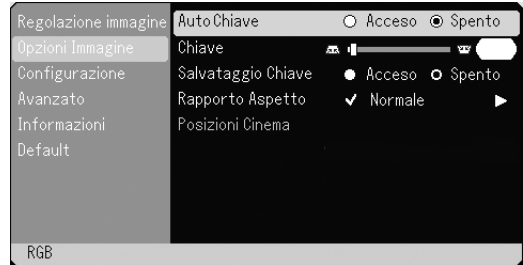 Regolazione immagine
Opzioni Immagine
Configurazione
Avanzato
Informazioni
Default
Auto Chiave Acceso Spento
Chiave
Salvataggio Chiave Acceso Spento
Rapporto Aspetto Normale
Posizioni Cinema
RGB